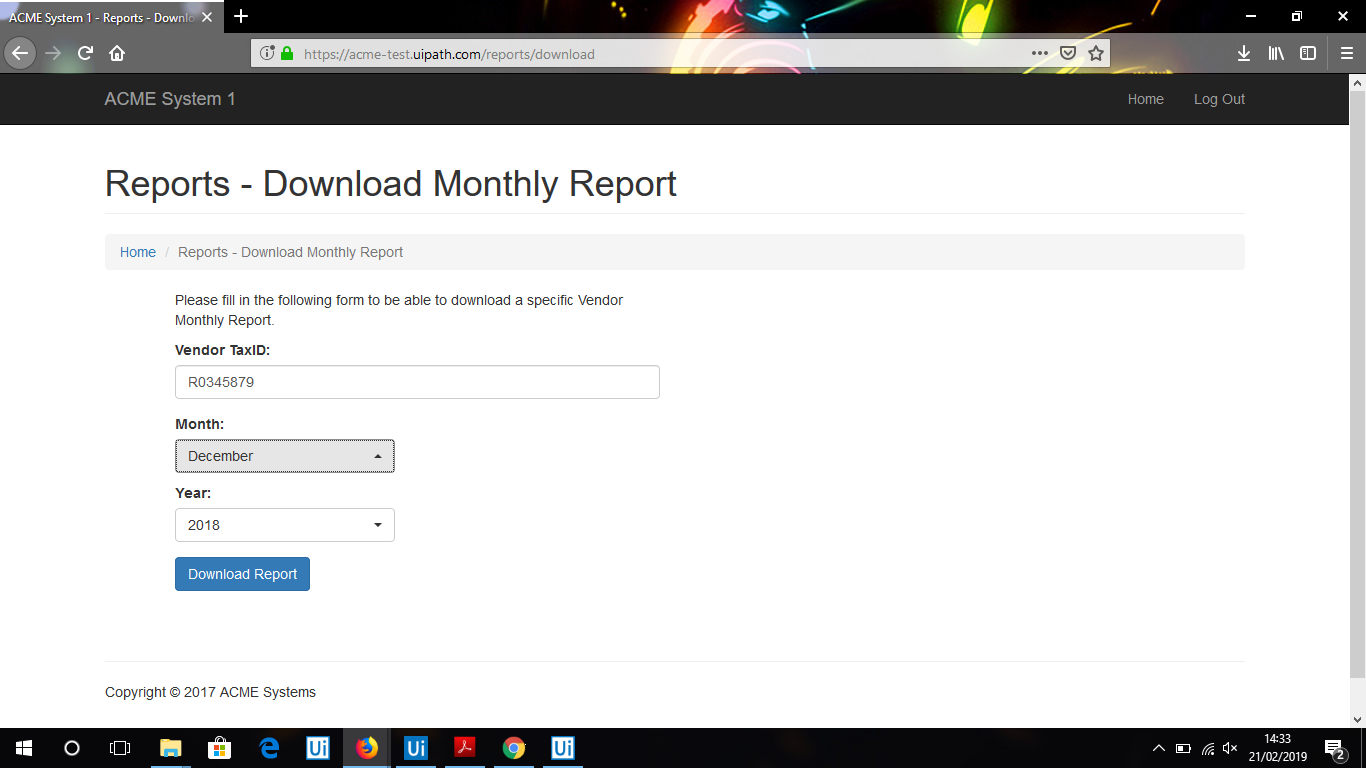 ACME System 1 - Reports - Downlo
https://acme-test.uipath.com/reports/download
ACME System 1
Home
Log Out
Reports - Download Monthly Report
Home / Reports - Download Monthly Report
Please fill in the following form to be able to download a specific Vendor
Monthly Report.
Vendor TaxID:
R0345879
Month:
December
Year:
2018
Download Report
Copyright © 2017 ACME Systems
Ui
Ui
Ui
14:33
21/02/2019
2